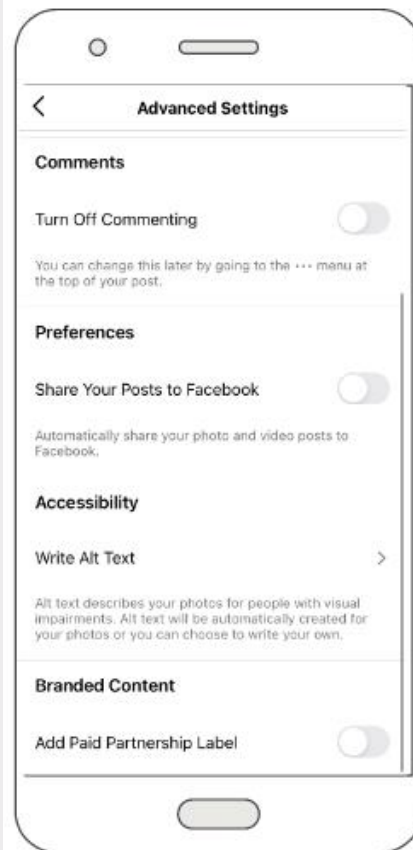 Advanced Settings
Comments
Turn Off Commenting
You can change this later by going to the ··· menu at
the top of your post.
Preferences
Share Your Posts to Facebook
Automatically share your photo and video posts to
Facebook.
Accessibility
Write Alt Text
Alt text describes your photos for people with visual
impairments. Alt text will be automatically created for
your photos or you can choose to write your own.
Branded Content
Add Paid Partnership Label